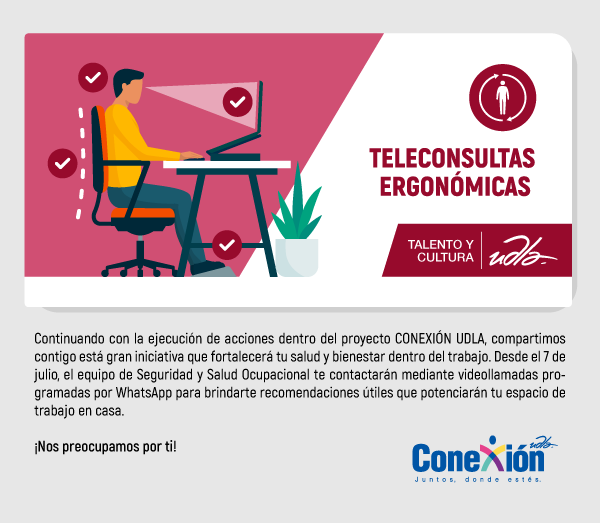 TELECONSULTAS
ERGONÓMICAS
TALENTO Y
CULTURA
udla-
Continuando con la ejecución de acciones dentro del proyecto CONEXIÓN UDLA, compartimos
contigo está gran iniciativa que fortalecerá tu salud y bienestar dentro del trabajo. Desde el 7 de
julio, el equipo de Seguridad y Salud Ocupacional te contactarán mediante videollamadas pro-
gramadas por WhatsApp para brindarte recomendaciones útiles que potenciarán tu espacio de
trabajo en casa.
¡Nos preocupamos por ti!
udla-
Conexión
Juntos, donde estés.